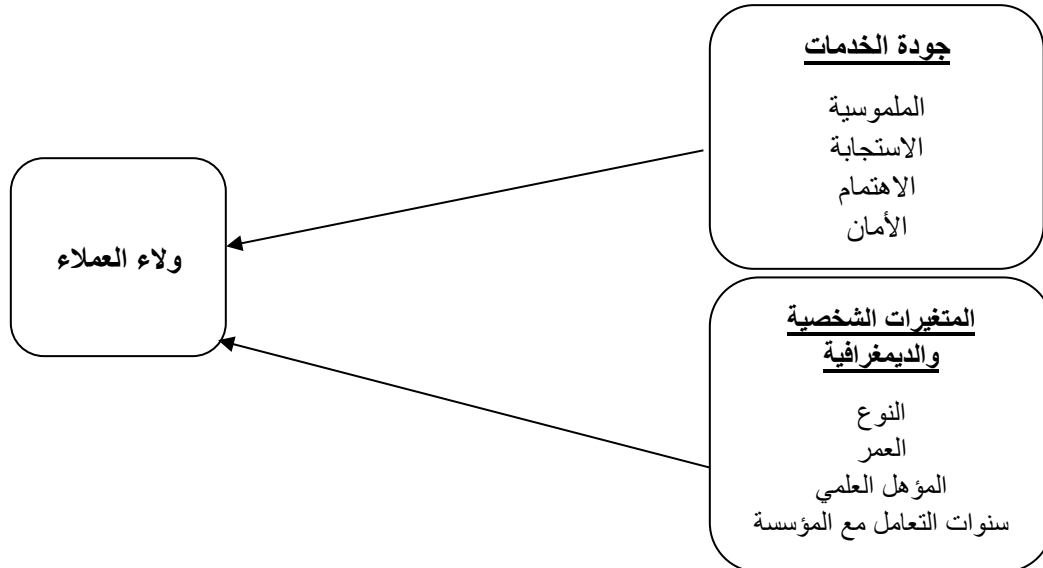 جودة الخدمات
الملموسية
الاستجابة
الاهتمام
الأمان
المتغيرات الشخصية
والديمغرافية
النوع
العمر
المؤهل العلمي
سنوات التعامل مع المؤسسة
ولاء العملاء